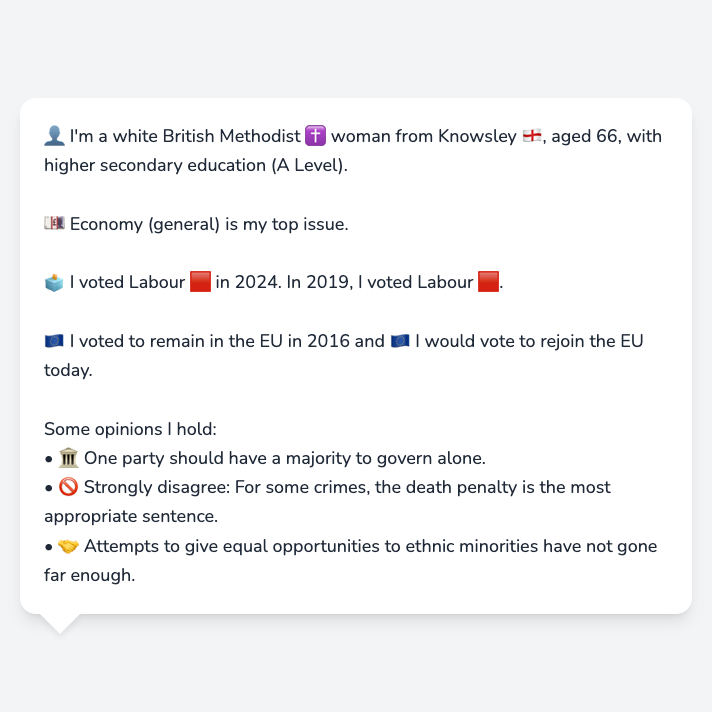 👤 I'm a white British Methodist ✝️ woman from Knowsley 🏴󠁧󠁢󠁥󠁮󠁧󠁿, aged 66, with
higher secondary education (A Level).
💷 Economy (general) is my top issue.
🗳️ I voted Labour 🟥 in 2024. In 2019, I voted Labour 🟥.
🇪🇺 I voted to remain in the EU in 2016 and 🇪🇺 I would vote to rejoin the EU
today.
Some opinions I hold:
• 🏛️ One party should have a majority to govern alone.
• 🚫 Strongly disagree: For some crimes, the death penalty is the most
appropriate sentence.
• 🤝 Attempts to give equal opportunities to ethnic minorities have not gone
far enough.